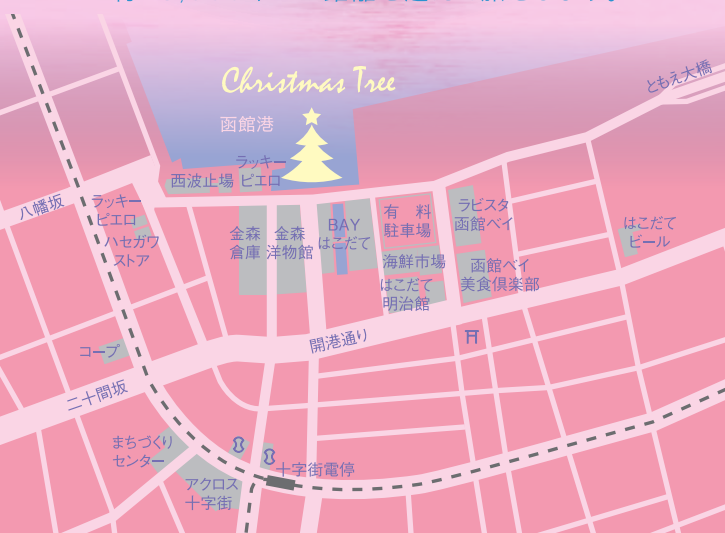 Christmas Tree
函館港
ともえ大橋
ラッキー
ピエロ
西波止場
八幡坂
ラッキー
ピエロ
ハセガワ
ストア
金森
倉庫
金森
洋物館
BAY
はこだて
有　料
駐車場
海鮮市場
はこだて
明治館
ラビスタ
函館ベイ
函館ベイ
美食倶楽部
はこだて
ビール
開港通り
コープ
二十間坂
まちづくり
センター
アクロス
十字街
十字街電停